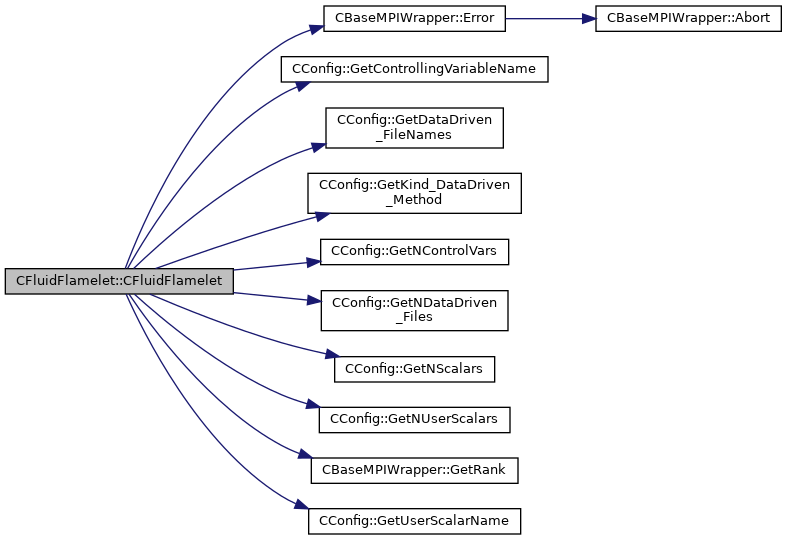 CBaseMPIWrapper::Error
CBaseMPIWrapper::Abort
CConfig::GetControllingVariableName
CConfig::GetDataDriven
_FileNames
CConfig::GetKind_DataDriven
_Method
CConfig::GetNControlVars
CFluidFlamelet::CFluidFlamelet
CConfig::GetNDataDriven
_Files
CConfig::GetNScalars
CConfig::GetNUserScalars
CBaseMPIWrapper::GetRank
CConfig::GetUserScalarName